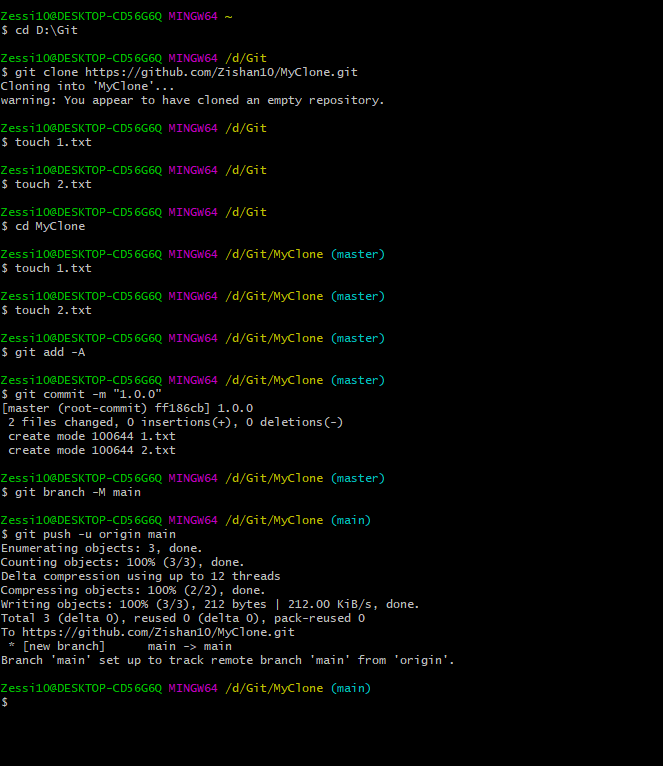 Zessi10@DESKTOP-CD56G6Q MINGW64 ~
$ cd D:\Git
Zessi10@DESKTOP-CD56G6Q MINGW64 /d/Git
$ git clone https://github.com/Zishan10/MyClone.git
Cloning into 'MyClone'...
warning: You appear to have cloned an empty repository.
Zessi10@DESKTOP-CD56G6Q MINGW64 /d/Git
$ touch 1.txt
Zessi10@DESKTOP-CD56G6Q MINGW64 /d/Git
$ touch 2.txt
Zessi10@DESKTOP-CD56G6Q MINGW64 /d/Git
$ cd MyClone
Zessi10@DESKTOP-CD56G6Q MINGW64 /d/Git/MyClone (master)
$ touch 1.txt
Zessi10@DESKTOP-CD56G6Q MINGW64 /d/Git/MyClone (master)
$ touch 2.txt
Zessi10@DESKTOP-CD56G6Q MINGW64 /d/Git/MyClone (master)
$ git add -A
Zessi10@DESKTOP-CD56G6Q MINGW64 /d/Git/MyClone (master)
$ git commit -m "1.0.0"
[master (root-commit) ff186cb] 1.0.0
2 files changed, 0 insertions(+), 0 deletions(-)
create mode 100644 1.txt
create mode 100644 2.txt
Zessi10@DESKTOP-CD56G6Q MINGW64 /d/Git/MyClone (master)
$ git branch -M main
Zessi10@DESKTOP-CD56G6Q MINGW64 /d/Git/MyClone (main)
$ git push -u origin main
Enumerating objects: 3, done.
Counting objects: 100% (3/3), done.
Delta compression using up to 12 threads
Compressing objects: 100% (2/2), done.
Writing objects: 100% (3/3), 212 bytes | 212.00 KiB/s, done.
Total 3 (delta 0), reused 0 (delta 0), pack-reused 0
To https://github.com/Zishan10/MyClone.git
* [new branch]      main -> main
Branch 'main' set up to track remote branch 'main' from 'origin'.
Zessi10@DESKTOP-CD56G6Q MINGW64 /d/Git/MyClone (main)
$